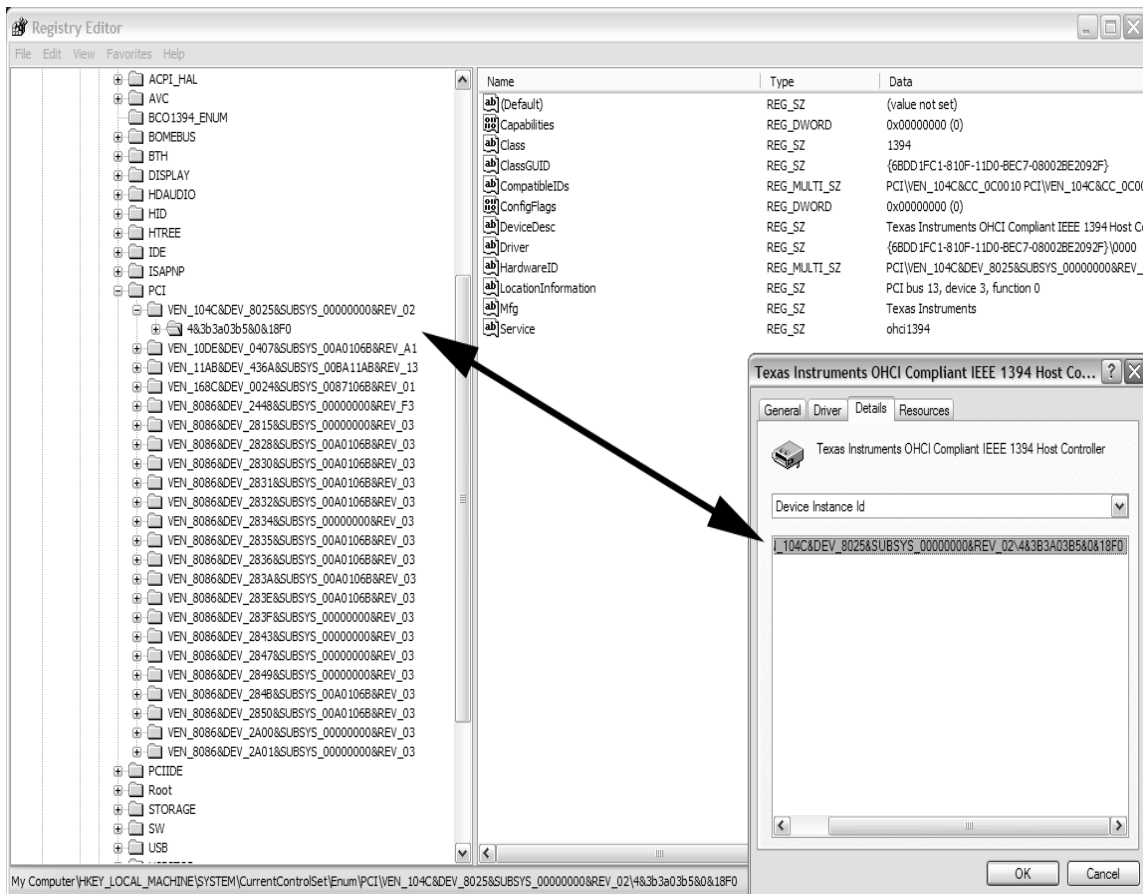 Registry Editor
File Edit View Favorites Help
ACPI_HAL
AVC
BCO1394_ENUM
BOMEBUS
BTH
DISPLAY
HDAUDIO
HID
HTREE
IDE
ISAPNP
PCI
VEN_104C&DEV_8025&SUBSYS_00000000&REV_02
4&3b3a03b5&0&18F0
VEN_10DE&DEV_0407&SUBSYS_00A0106B&REV_A1
VEN_11AB&DEV_436A&SUBSYS_00BA11AB&REV_13
VEN_168C&DEV_0024&SUBSYS_0087106B&REV_01
VEN_8086&DEV_2448&SUBSYS_00000000&REV_F3
VEN_8086&DEV_2815&SUBSYS_00000000&REV_03
VEN_8086&DEV_2828&SUBSYS_00A0106B&REV_03
VEN_8086&DEV_2830&SUBSYS_00A0106B&REV_03
VEN_8086&DEV_2831&SUBSYS_00A0106B&REV_03
VEN_8086&DEV_2832&SUBSYS_00A0106B&REV_03
VEN_8086&DEV_2834&SUBSYS_00000000&REV_03
VEN_8086&DEV_2835&SUBSYS_00A0106B&REV_03
VEN_8086&DEV_2836&SUBSYS_00A0106B&REV_03
VEN_8086&DEV_283A&SUBSYS_00A0106B&REV_03
VEN_8086&DEV_283E&SUBSYS_00A0106B&REV_03
VEN_8086&DEV_283F&SUBSYS_00000000&REV_03
VEN_8086&DEV_2843&SUBSYS_00000000&REV_03
VEN_8086&DEV_2847&SUBSYS_00000000&REV_03
VEN_8086&DEV_2849&SUBSYS_00000000&REV_03
VEN_8086&DEV_284B&SUBSYS_00A0106B&REV_03
VEN_8086&DEV_2850&SUBSYS_00A0106B&REV_03
VEN_8086&DEV_2A00&SUBSYS_00000000&REV_03
VEN_8086&DEV_2A01&SUBSYS_00000000&REV_03
PCIIDE
Root
STORAGE
SW
USB
Name Type Data
(Default) REG_SZ (value not set)
Capabilities REG_DWORD 0x00000000 (0)
Class REG_SZ 1394
ClassGUID REG_SZ {6BDD1FC1-810F-11D0-BEC7-08002BE2092F}
CompatibleIDs REG_MULTI_SZ PCI\VEN_104C&CC_0C0010 PCI\VEN_104C&CC_0C00
ConfigFlags REG_DWORD 0x00000000 (0)
DeviceDesc REG_SZ Texas Instruments OHCI Compliant IEEE 1394 Host Co
Driver REG_SZ {6BDD1FC1-810F-11D0-BEC7-08002BE2092F}\0000
HardwareID REG_MULTI_SZ PCI\VEN_104C&DEV_8025&SUBSYS_00000000&REV_
LocationInformation REG_SZ PCI bus 13, device 3, function 0
Mfg REG_SZ Texas Instruments
Service REG_SZ ohci1394
Texas Instruments OHCI Compliant IEEE 1394 Host Co...
General Driver Details Resources
Texas Instruments OHCI Compliant IEEE 1394 Host Controller
Device Instance Id
_104C&DEV_8025&SUBSYS_00000000&REV_02\4&3B3A03B5&0&18F0
OK Cancel
My Computer\HKEY_LOCAL_MACHINE\SYSTEM\CurrentControlSet\Enum\PCI\VEN_104C&DEV_8025&SUBSYS_00000000&REV_02\4&3b3a03b5&0&18F0